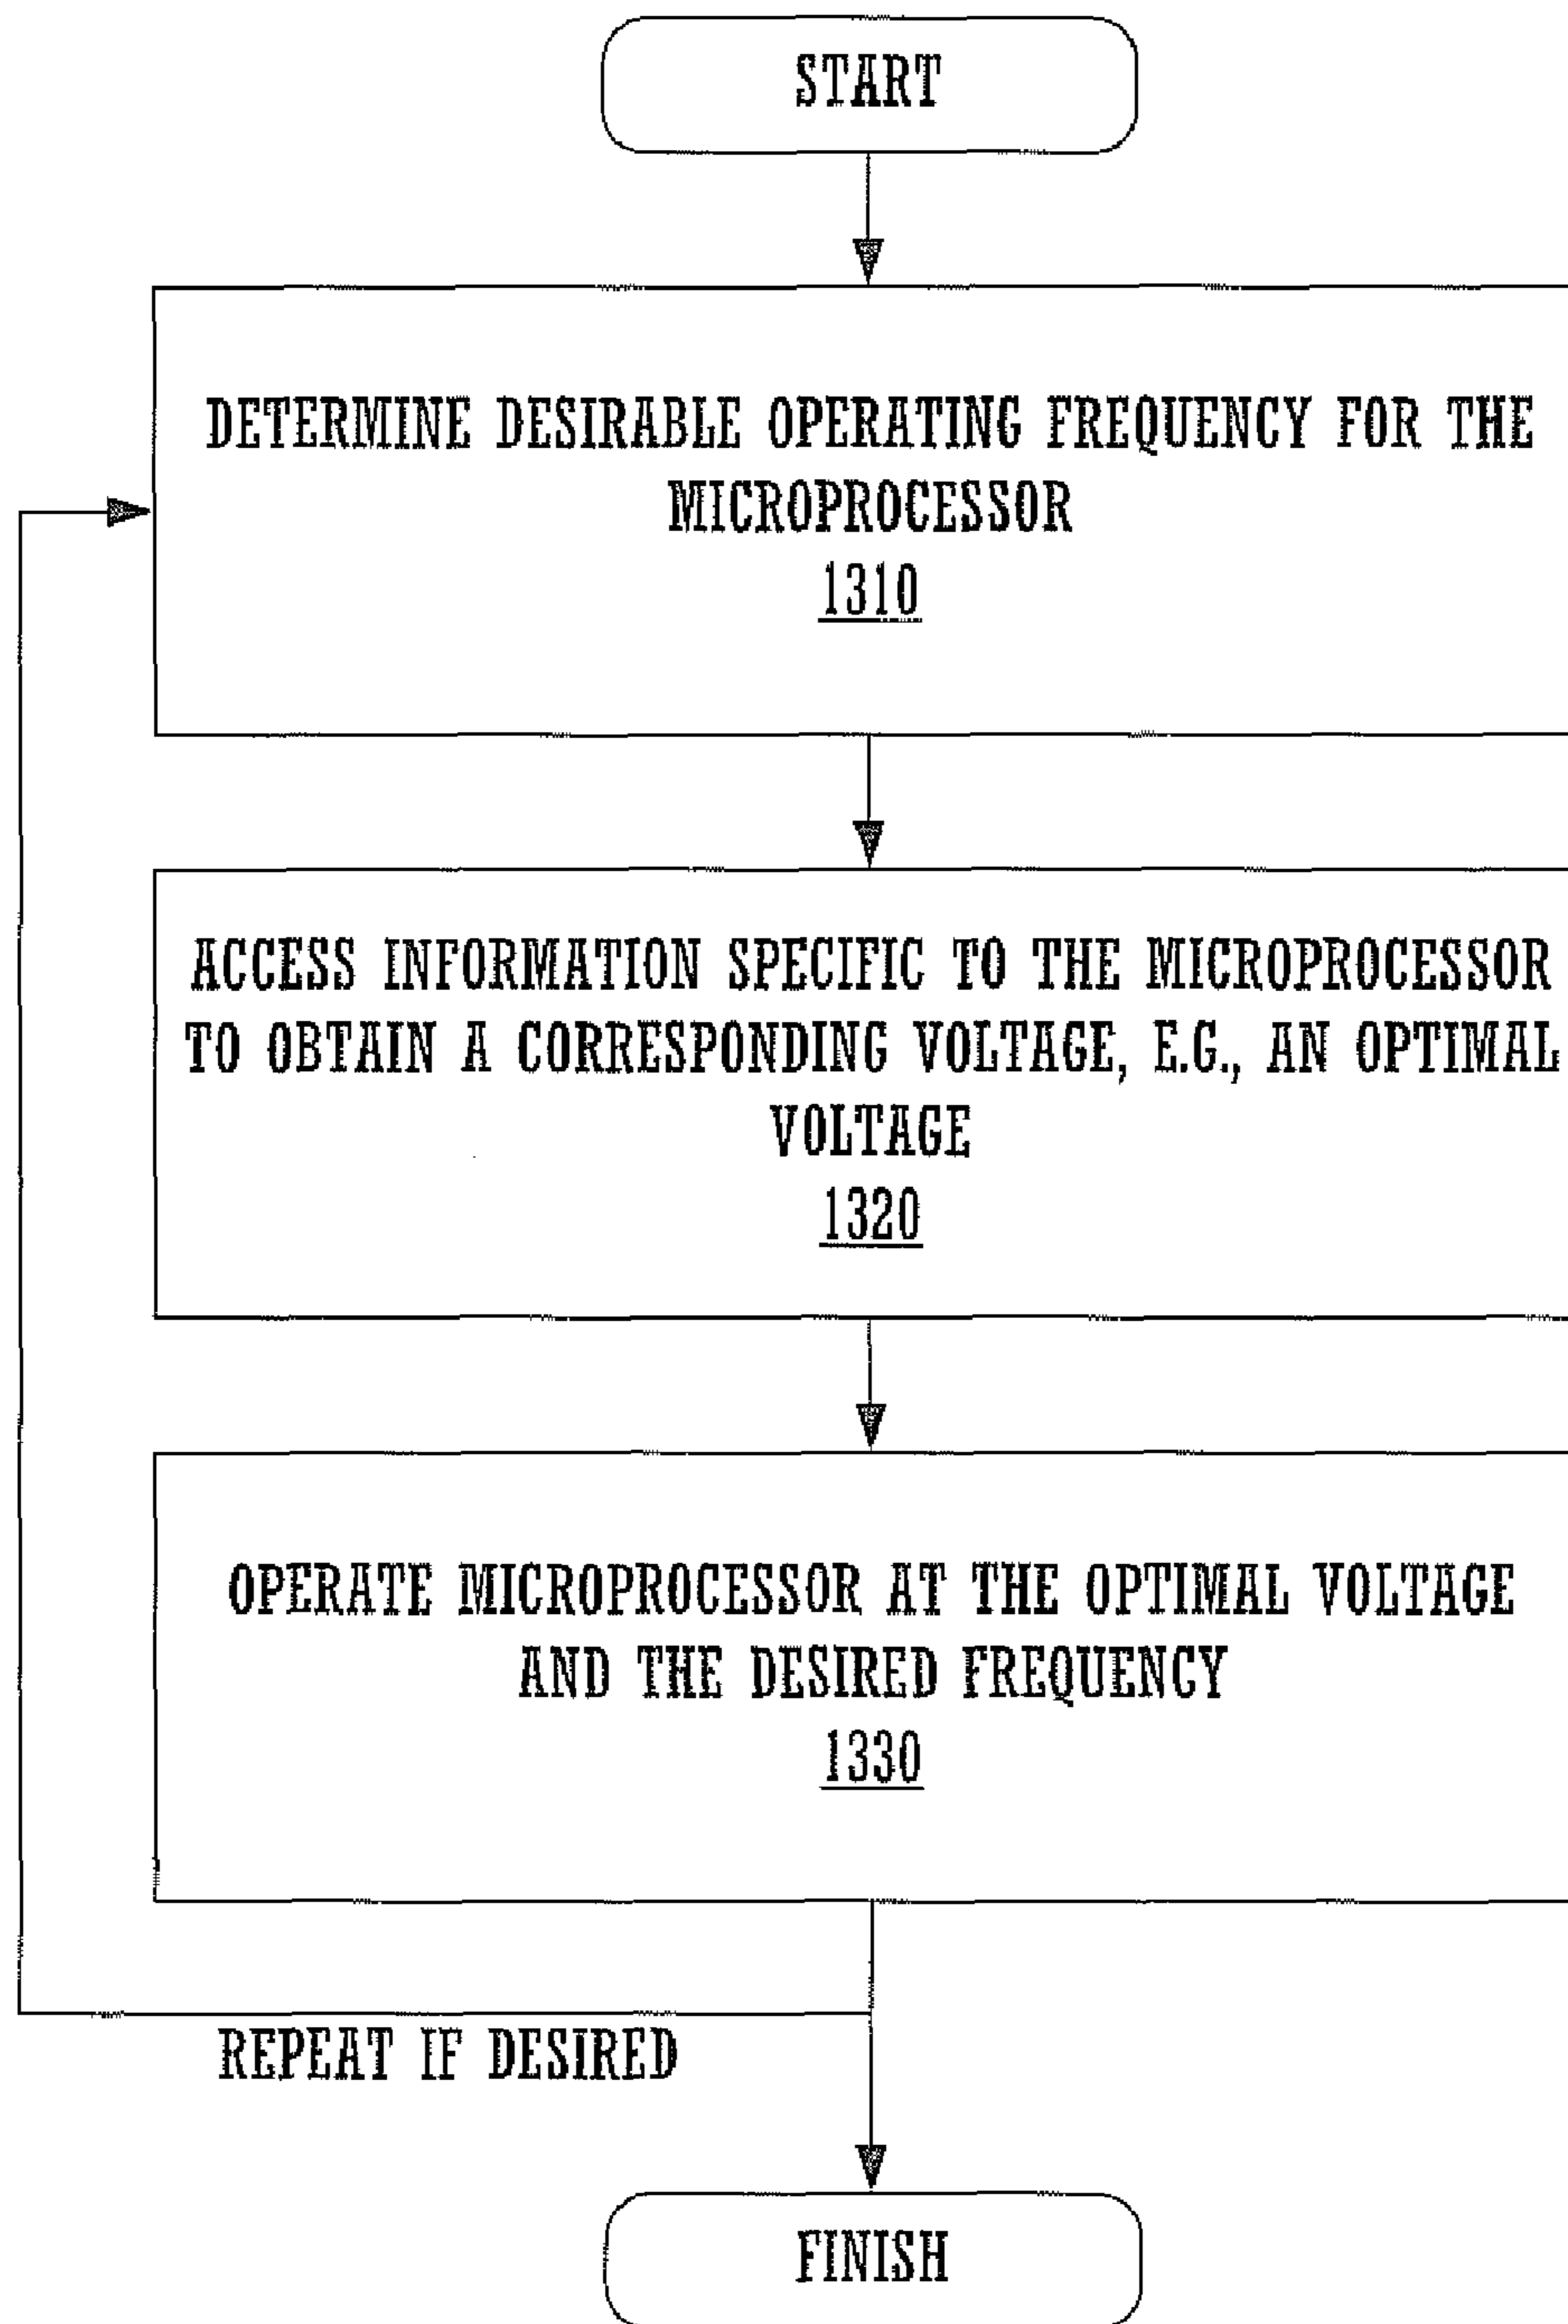 START
DETERMINE DESIRABLE OPERATING FREQUENCY FOR THE
MICROPROCESSOR
1310
ACCESS INFORMATION SPECIFIC TO THE MICROPROCESSOR
TO OBTAIN A CORRESPONDING VOLTAGE, E.G., AN OPTIMAL
VOLTAGE
1320
OPERATE MICROPROCESSOR AT THE OPTIMAL VOLTAGE
AND THE DESIRED FREQUENCY
1330
REPEAT IF DESIRED
FINISH